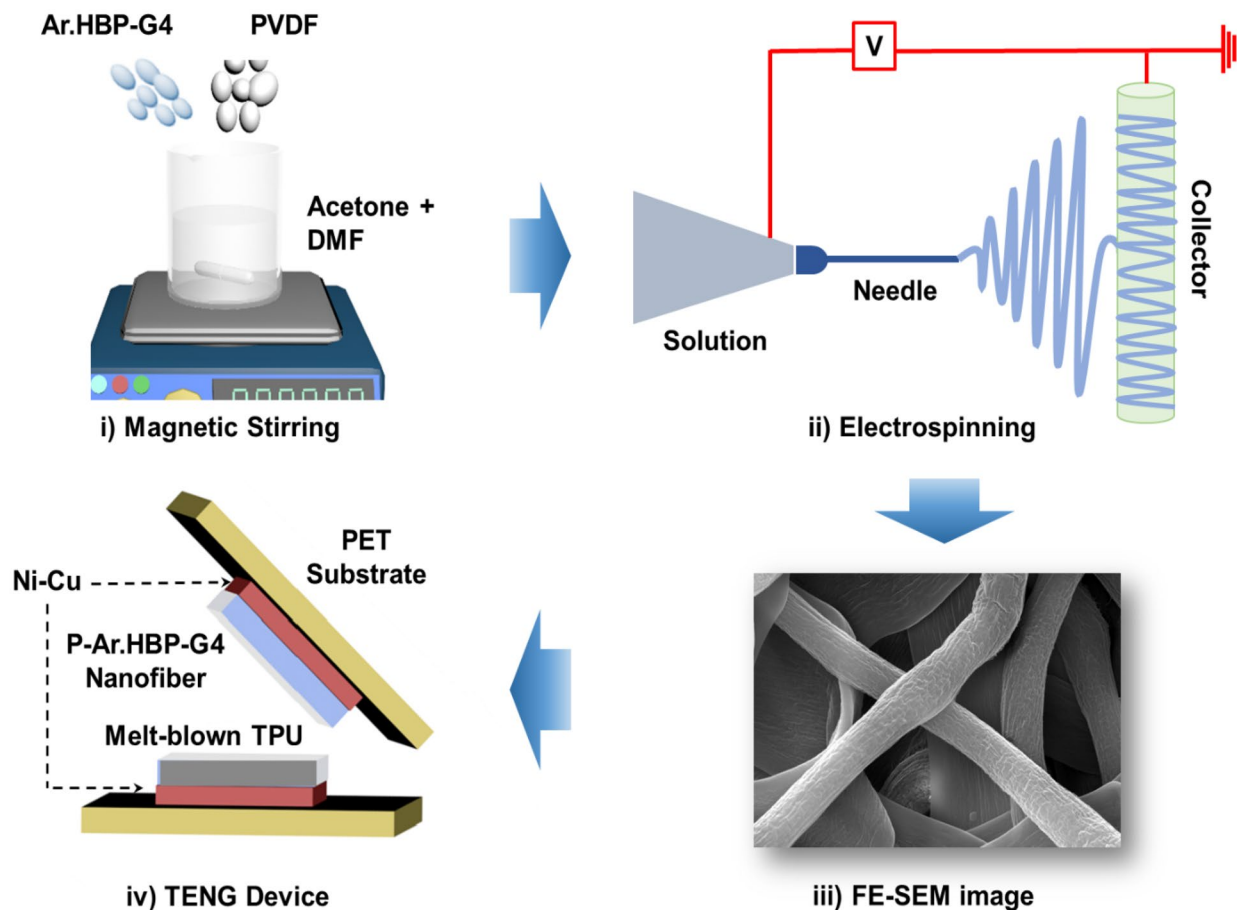 Ar.HBP-G4
PVDF
Acetone +
DMF
i) Magnetic Stirring
V
Needle
Solution
Collector
ii) Electrospinning
PET
Substrate
Ni-Cu
P-Ar.HBP-G4
Nanofiber
Melt-blown TPU
iv) TENG Device
iii) FE-SEM image